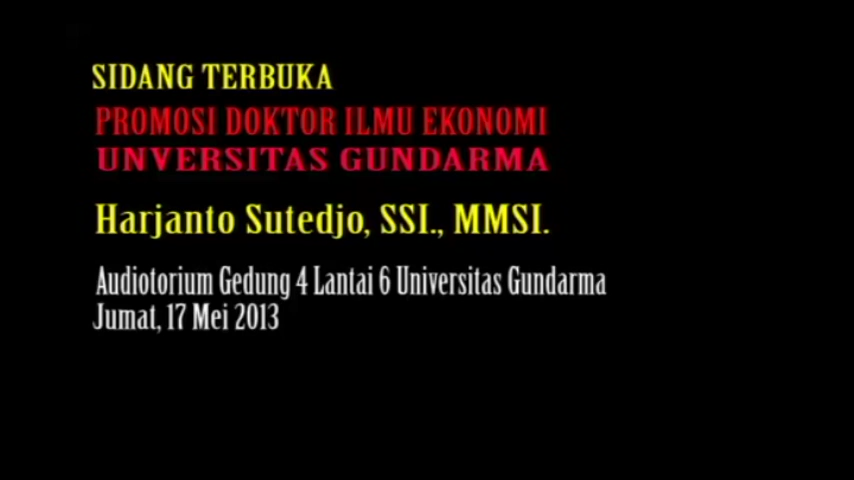 SIDANG TERBUKA
PROMOSI DOKTOR ILMU EKONOMI
UNVERSITAS GUNDARMA
Harjanto Sutedjo, SSI., MMSI.
Audiotorium Gedung 4 Lantai 6 Universitas Gundarma
Jumat, 17 Mei 2013